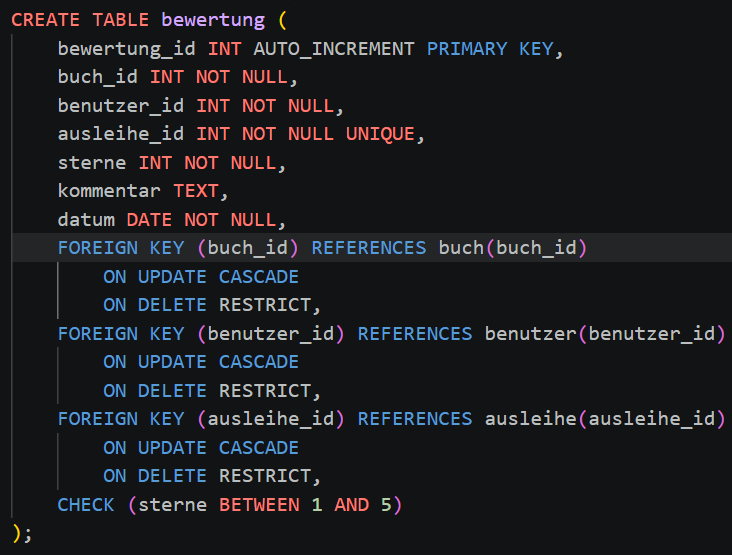 CREATE TABLE bewertung (
    bewertung_id INT AUTO_INCREMENT PRIMARY KEY,
    buch_id INT NOT NULL,
    benutzer_id INT NOT NULL,
    ausleihe_id INT NOT NULL UNIQUE,
    sterne INT NOT NULL,
    kommentar TEXT,
    datum DATE NOT NULL,
    FOREIGN KEY (buch_id) REFERENCES buch(buch_id)
        ON UPDATE CASCADE
        ON DELETE RESTRICT,
    FOREIGN KEY (benutzer_id) REFERENCES benutzer(benutzer_id)
        ON UPDATE CASCADE
        ON DELETE RESTRICT,
    FOREIGN KEY (ausleihe_id) REFERENCES ausleihe(ausleihe_id)
        ON UPDATE CASCADE
        ON DELETE RESTRICT,
    CHECK (sterne BETWEEN 1 AND 5)
);